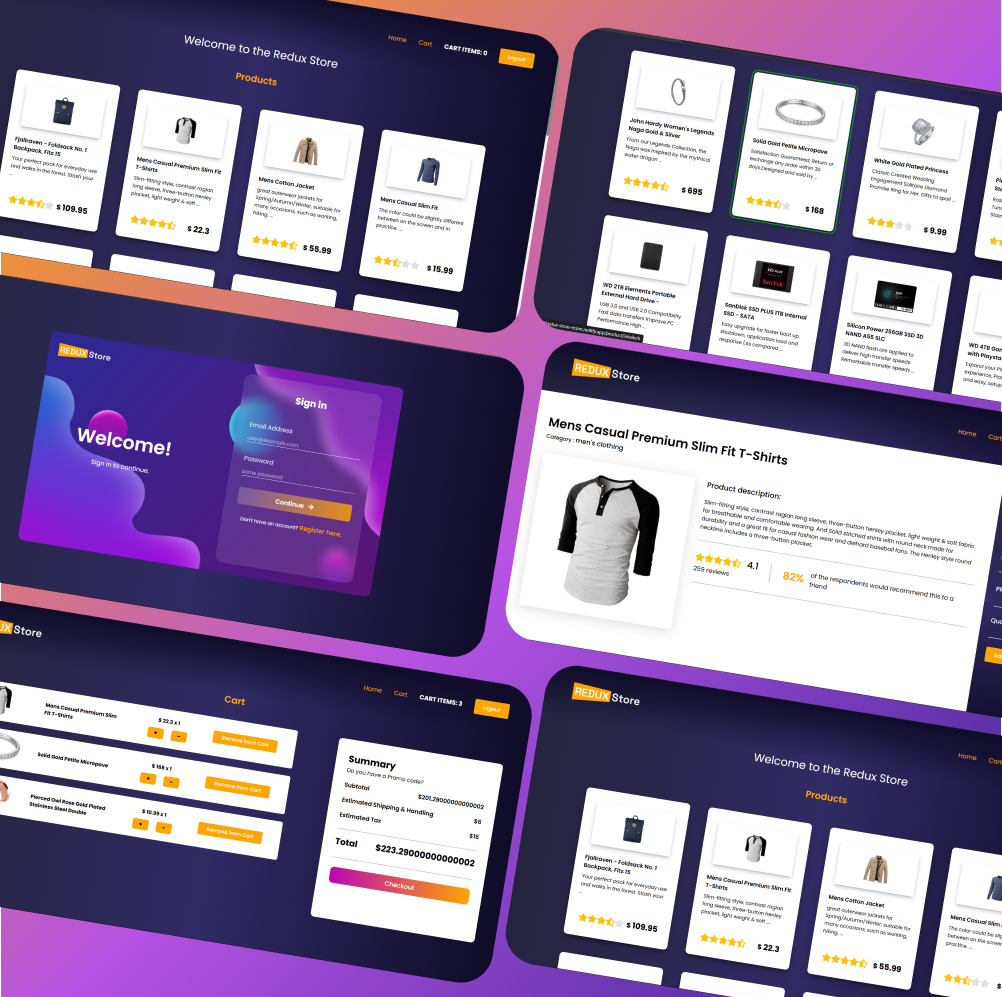 Home
Cart
CART ITEMS: 0
Logout
Welcome to the Redux Store
Products
Fjallraven - Foldsack No. 1
Backpack, Fits 15
Your perfect pack for everyday use
and walks in the forest. Stash your
...
$ 109.95
Mens Casual Premium Slim Fit
T-Shirts
Slim-fitting style, contrast raglan
long sleeve, three-button henley
placket, light weight & soft ...
$ 22.3
Mens Cotton Jacket
great outerwear jackets for
Spring/Autumn/Winter, suitable for
many occasions, such as working,
hiking, ...
$ 55.99
Mens Casual Slim Fit
The color could be slightly different
between on the screen and in
practice. ...
$ 15.99
John Hardy Women's Legends
Naga Gold & Silver
From our Legends Collection, the
Naga was inspired by the mythical
water dragon ...
$ 695
Solid Gold Petite Micropave
Satisfaction Guaranteed. Return or
exchange any order within 30
days.Designed and sold by ...
$ 168
White Gold Plated Princess
Classic Created Wedding
Engagement Solitaire Diamond
Promise Ring for Her. Gifts to spoil ...
$ 9.99
WD 2TB Elements Portable
External Hard Drive -
USB 3.0 and USB 2.0 Compatibility
Fast data transfers Improve PC
Performance High ...
SanDisk SSD PLUS 1TB Internal
SSD - SATA
Easy upgrade for faster boot up,
shutdown, application load and
response (As compared ...
Silicon Power 256GB SSD 3D
NAND A55 SLC
3D NAND flash are applied to
deliver high transfer speeds
Remarkable transfer speeds ...
WD 4TB Gam
with Playsta
Expand your PS
experience, Play
and easy, setup
REDUX Store
Welcome!
Sign in to continue.
Sign in
Email Address
user@example.com
Password
some password
Continue →
Don't have an account? Register here.
REDUX Store
Home
Cart
Mens Casual Premium Slim Fit T-Shirts
Category : men's clothing
Product description:
Slim-fitting style, contrast raglan long sleeve, three-button henley placket, light weight & soft fabric
for breathable and comfortable wearing. And Solid stitched shirts with round neck made for
durability and a great fit for casual fashion wear and diehard baseball fans. The Henley style round
neckline includes a three-button placket.
4.1
259 reviews
82%
of the respondents would recommend this to a
friend
UX Store
Home
Cart
CART ITEMS: 3
Logout
Cart
Mens Casual Premium Slim
Fit T-Shirts
$ 22.3 x 1
+
-
Remove from Cart
Solid Gold Petite Micropave
$ 168 x 1
+
-
Remove from Cart
Pierced Owl Rose Gold Plated
Stainless Steel Double
$ 10.99 x 1
+
-
Remove from Cart
Summary
Do you have a Promo code?
Subtotal
$201.29000000000002
Estimated Shipping & Handling
$6
Estimated Tax
$16
Total
$223.29000000000002
Checkout
REDUX Store
Home
Cart
Welcome to the Redux Store
Products
Fjallraven - Foldsack No. 1
Backpack, Fits 15
Your perfect pack for everyday use
and walks in the forest. Stash your
...
$ 109.95
Mens Casual Premium Slim Fit
T-Shirts
Slim-fitting style, contrast raglan
long sleeve, three-button henley
placket, light weight & soft ...
$ 22.3
Mens Cotton Jacket
great outerwear jackets for
Spring/Autumn/Winter, suitable for
many occasions, such as working,
hiking, ...
$ 55.99
Mens Casual Slim
The color could be slig
between on the screen
practice. ...